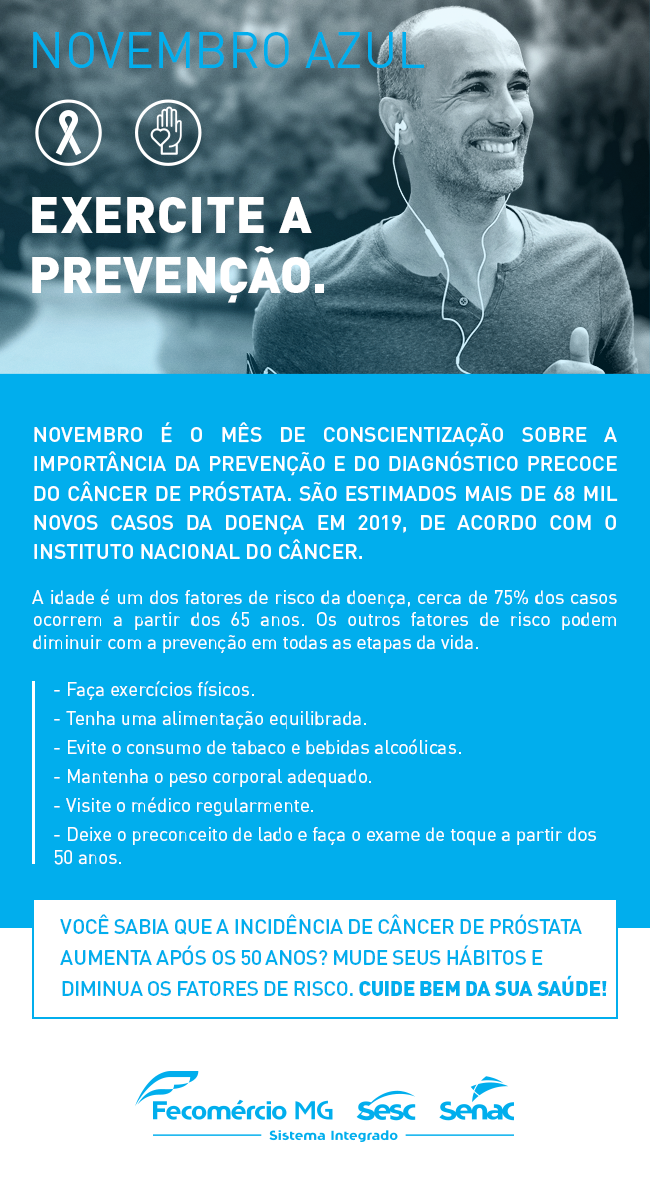 NOVEMBRO AZUL
EXERCITE A
PREVENÇÃO.
NOVEMBRO É O MÊS DE CONSCIENTIZAÇÃO SOBRE A
IMPORTÂNCIA DA PREVENÇÃO E DO DIAGNÓSTICO PRECOCE
DO CÂNCER DE PRÓSTATA. SÃO ESTIMADOS MAIS DE 68 MIL
NOVOS CASOS DA DOENÇA EM 2019, DE ACORDO COM O
INSTITUTO NACIONAL DO CÂNCER.
A idade é um dos fatores de risco da doença, cerca de 75% dos casos
ocorrem a partir dos 65 anos. Os outros fatores de risco podem
diminuir com a prevenção em todas as etapas da vida.
- Faça exercícios físicos.
- Tenha uma alimentação equilibrada.
- Evite o consumo de tabaco e bebidas alcoólicas.
- Mantenha o peso corporal adequado.
- Visite o médico regularmente.
- Deixe o preconceito de lado e faça o exame de toque a partir dos
50 anos.
VOCÊ SABIA QUE A INCIDÊNCIA DE CÂNCER DE PRÓSTATA
AUMENTA APÓS OS 50 ANOS? MUDE SEUS HÁBITOS E
DIMINUA OS FATORES DE RISCO. CUIDE BEM DA SUA SAÚDE!
Fecomércio MG Sesc Senac
Sistema Integrado